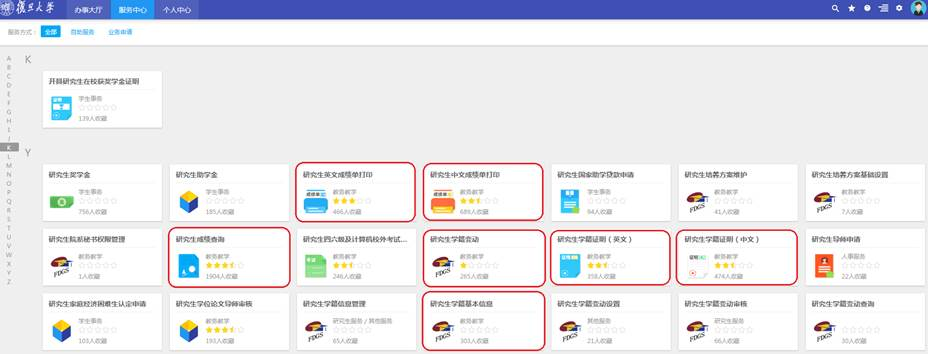 复旦大学 办事大厅 服务中心 个人中心
服务方式： 全部 自助服务 业务申请
A
B
C
D
E
F
G
H
I
J
K
L
M
N
O
P
Q
R
S
T
U
V
W
X
Y
Z
K
开具研究生在校获奖学金证明
学生事务
139人收藏
Y
研究生奖学金
学生事务
756人收藏
研究生助学金
学生事务
185人收藏
研究生英文成绩单打印
教务教学
466人收藏
研究生中文成绩单打印
教务教学
689人收藏
研究生国家助学贷款申请
学生事务
94人收藏
研究生培养方案维护
教务教学
41人收藏
研究生培养方案基础设置
教务教学
7人收藏
研究生院系秘书权限管理
教务教学
1人收藏
研究生成绩查询
教务教学
1904人收藏
研究生四六级及计算机校外考试...
教务教学
246人收藏
研究生学籍变动
教务教学
265人收藏
研究生学籍证明（英文）
教务教学
358人收藏
研究生学籍证明（中文）
教务教学
474人收藏
研究生导师申请
人事服务
22人收藏
研究生家庭经济困难生认定申请
学生事务
103人收藏
研究生学位论文导师审核
教务教学
193人收藏
研究生学籍信息管理
研究生服务 / 其他服务
65人收藏
研究生学籍基本信息
教务教学
303人收藏
研究生学籍变动设置
其他服务
21人收藏
研究生学籍变动审核
其他服务
66人收藏
研究生学籍变动查询
30人收藏